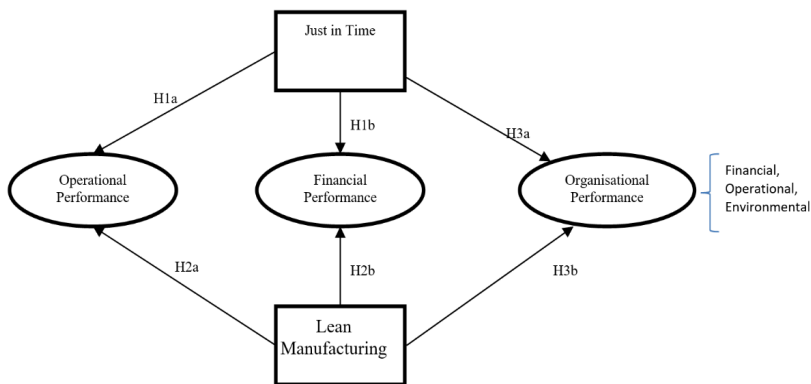 Just in Time
H1a
H1b
H3a
Operational
Performance
Financial
Performance
Organisational
Performance
Financial,
Operational,
Environmental
H2a
H2b
H3b
Lean
Manufacturing